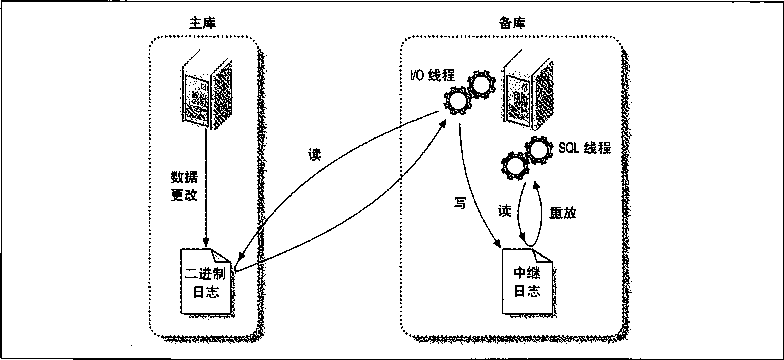 主库
备库
I/O 线程
SQL 线程
读
数据
更改
写
读
重放
二进制
日志
中继
日志